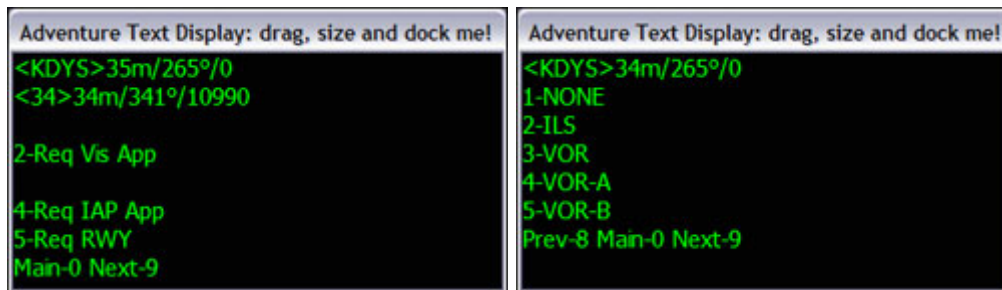 Adventure Text Display: drag, size and dock me!
<KDYS>35m/265°/0
<34>34m/341°/10990
2-Req Vis App
4-Req IAP App
5-Req RWY
Main-0 Next-9
Adventure Text Display: drag, size and dock me!
<KDYS>34m/265°/0
1-NONE
2-ILS
3-VOR
4-VOR-A
5-VOR-B
Prev-8 Main-0 Next-9